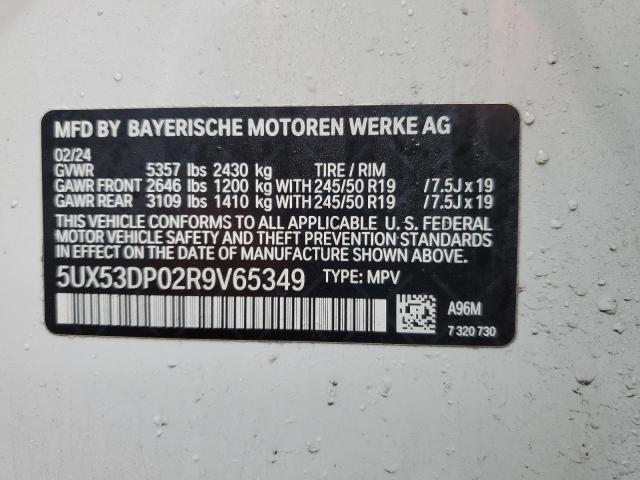 MFD BY BAYERISCHE MOTOREN WERKE AG
02/24
GVWR 5357 lbs 2430 kg TIRE / RIM
GAWR FRONT 2646 lbs 1200 kg WITH 245/50 R19 /7.5J x 19
GAWR REAR 3109 lbs 1410 kg WITH 245/50 R19 /7.5J x 19
THIS VEHICLE CONFORMS TO ALL APPLICABLE U. S. FEDERAL
MOTOR VEHICLE SAFETY AND THEFT PREVENTION STANDARDS
IN EFFECT ON THE DATE OF MANUFACTURE SHOWN ABOVE.
5UX53DP02R9V65349 TYPE: MPV
A96M
7 320 730